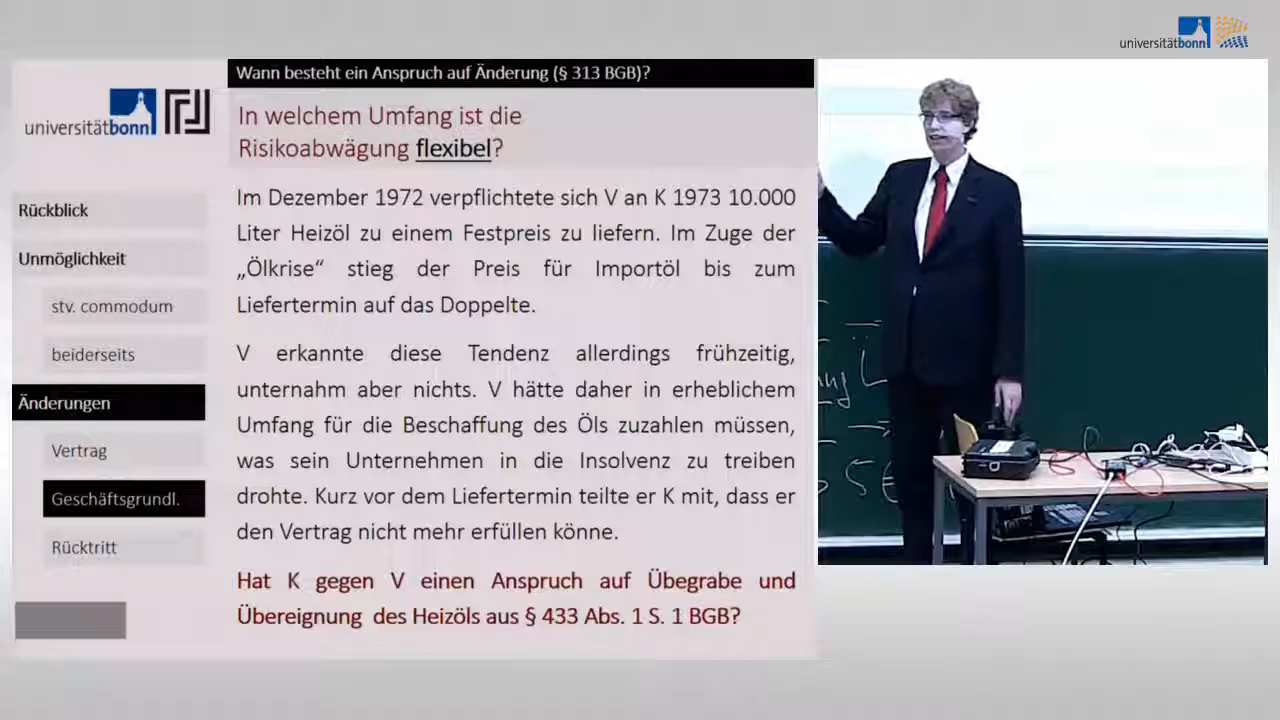 universitätbonn
universitätbonn
Wann besteht ein Anspruch auf Änderung (§ 313 BGB)?
In welchem Umfang ist die
Risikoabwägung flexibel?
Rückblick
Unmöglichkeit
stv. commodum
beiderseits
Änderungen
Vertrag
Geschäftsgrundl.
Rücktritt
Im Dezember 1972 verpflichtete sich V an K 1973 10.000
Liter Heizöl zu einem Festpreis zu liefern. Im Zuge der
„Ölkrise“ stieg der Preis für Importöl bis zum
Liefertermin auf das Doppelte.
V erkannte diese Tendenz allerdings frühzeitig,
unternahm aber nichts. V hätte daher in erheblichem
Umfang für die Beschaffung des Öls zuzahlen müssen,
was sein Unternehmen in die Insolvenz zu treiben
drohte. Kurz vor dem Liefertermin teilte er K mit, dass er
den Vertrag nicht mehr erfüllen könne.
Hat K gegen V einen Anspruch auf Übegrabe und
Übereignung des Heizöls aus § 433 Abs. 1 S. 1 BGB?